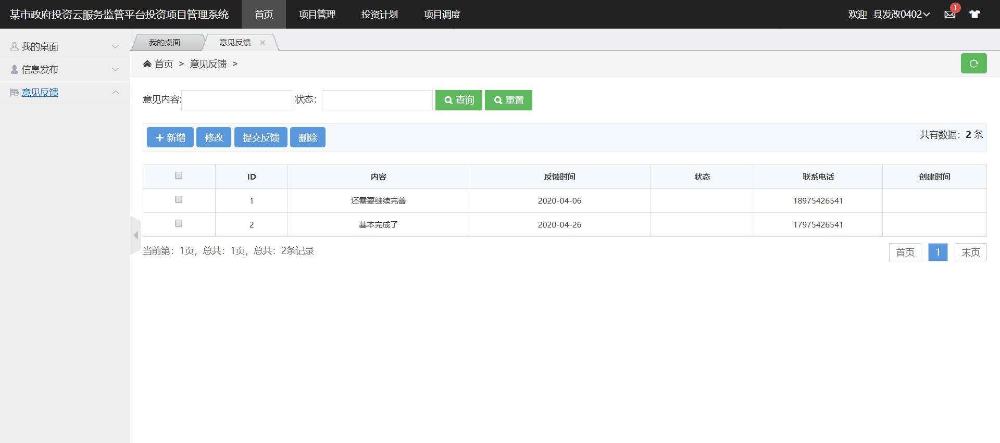 某市政府投资云服务监管平台投资项目管理系统 首页 项目管理 投资计划 项目调度 欢迎 县发改0402 1
我的桌面
信息发布
意见反馈
我的桌面 意见反馈
首页 > 意见反馈 >
意见内容: 状态： 查询 重置
新增 修改 提交反馈 删除 共有数据：2 条
ID 内容 反馈时间 状态 联系电话 创建时间
1 还需要继续完善 2020-04-06 18975426541
2 基本完成了 2020-04-26 17975426541
当前第：1页，总共：1页，总共：2条记录 首页 1 末页